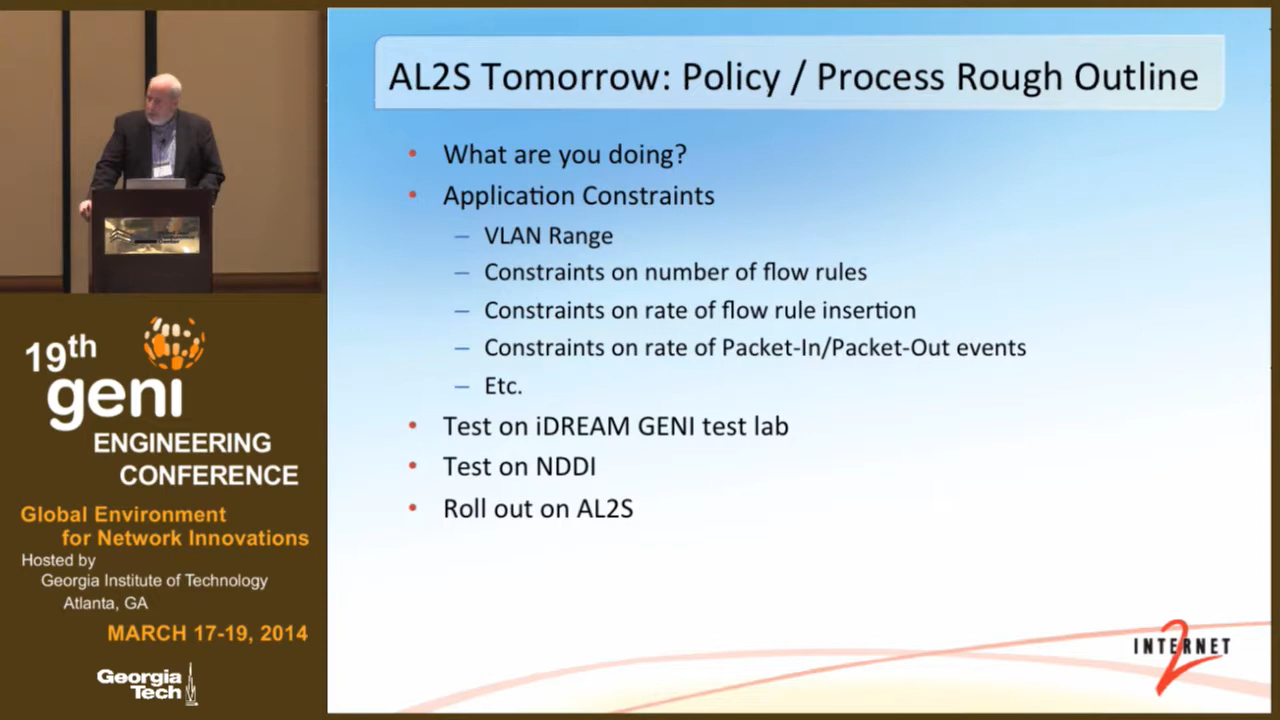 AL2S Tomorrow: Policy / Process Rough Outline
• What are you doing?
• Application Constraints
– VLAN Range
– Constraints on number of flow rules
– Constraints on rate of flow rule insertion
– Constraints on rate of Packet-In/Packet-Out events
– Etc.
• Test on iDREAM GENI test lab
• Test on NDDI
• Roll out on AL2S
INTERNET
2
19th
geni
ENGINEERING
CONFERENCE
Global Environment
for Network Innovations
Hosted by
Georgia Institute of Technology
Atlanta, GA
MARCH 17-19, 2014
Georgia
Tech